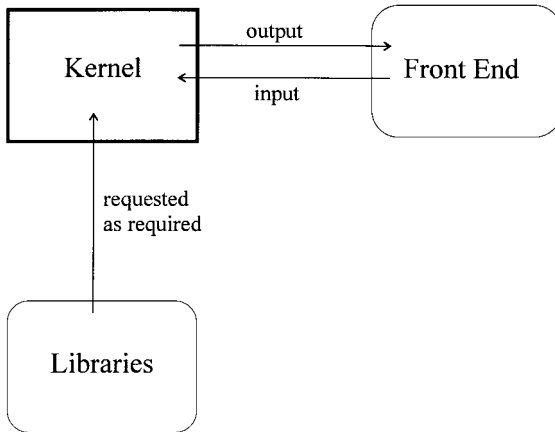 output
Kernel
Front End
input
requested
as required
Libraries